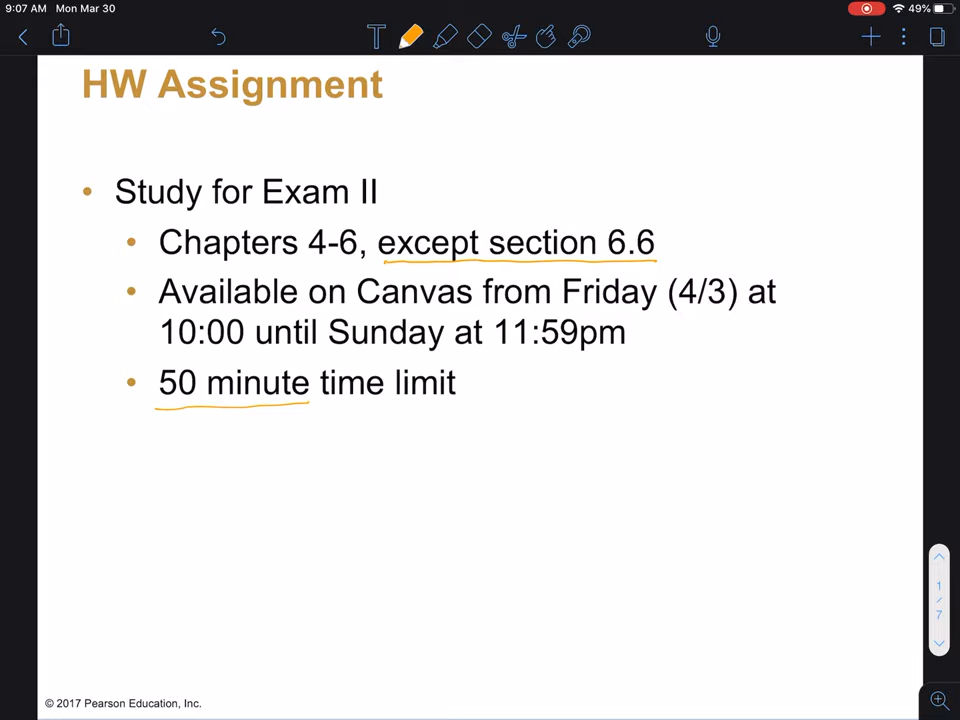 9:07 AM Mon Mar 30
49%
T
HW Assignment
• Study for Exam II
• Chapters 4-6, except section 6.6
• Available on Canvas from Friday (4/3) at
10:00 until Sunday at 11:59pm
• 50 minute time limit
1
/
7
© 2017 Pearson Education, Inc.